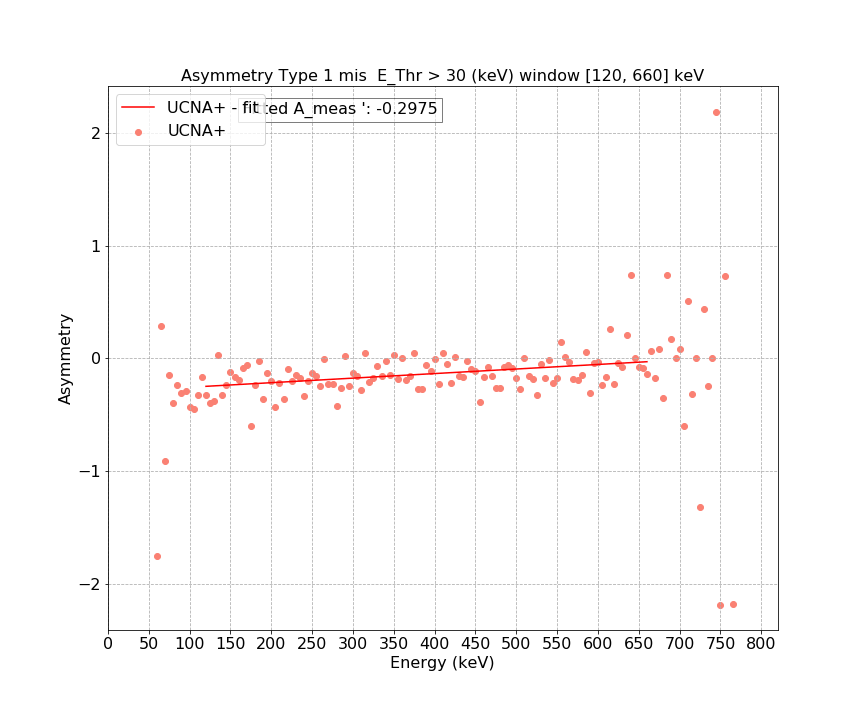 Asymmetry Type 1 mis  E_Thr > 30 (keV) window [120, 660] keV
UCNA+ - fitted A_meas ': -0.2975
UCNA+
2
1
0
−1
−2
Asymmetry
0 50 100 150 200 250 300 350 400 450 500 550 600 650 700 750 800
Energy (keV)